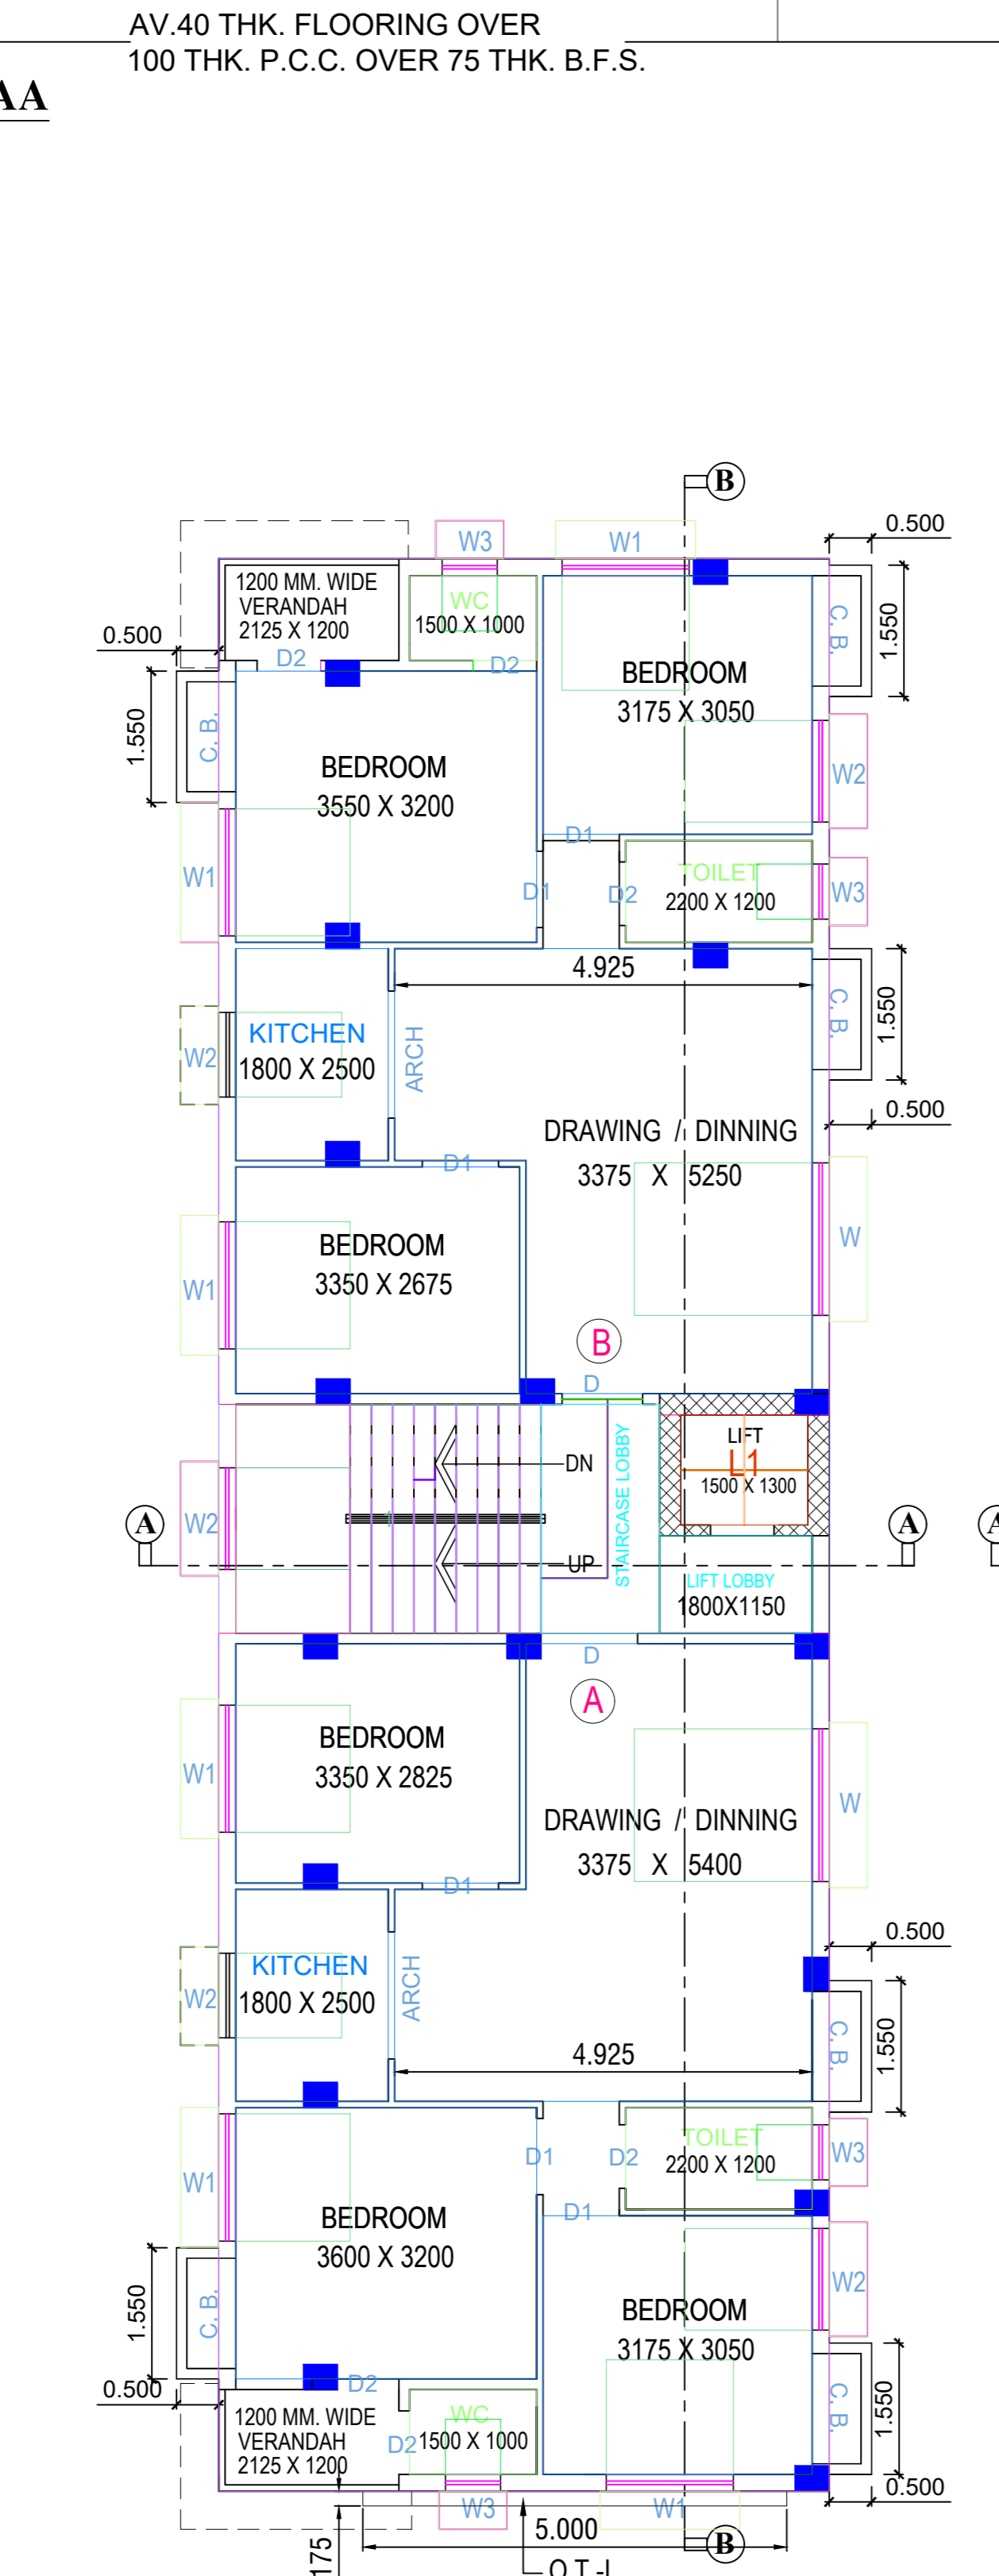 AV.40 THK. FLOORING OVER
100 THK. P.C.C. OVER 75 THK. B.F.S.
AA
B
0.500
W3
W1
1200 MM. WIDE
VERANDAH
2125 X 1200
WC
1500 X 1000
C. B.
1.550
0.500
D2
D2
BEDROOM
3175 X 3050
1.550
C. B.
BEDROOM
3550 X 3200
W2
D1
W1
D1
D2
TOILET
2200 X 1200
W3
4.925
C. B.
1.550
KITCHEN
1800 X 2500
W2
ARCH
0.500
DRAWING / DINNING
3375 X 5250
D1
BEDROOM
3350 X 2675
W1
W
B
D
LIFT
L1
1500 X 1300
DN
STAIRCASE LOBBY
A
W2
A
A
UP
LIFT LOBBY
1800X1150
D
A
BEDROOM
3350 X 2825
W1
W
DRAWING / DINNING
3375 X 5400
D1
0.500
KITCHEN
1800 X 2500
W2
ARCH
C. B.
1.550
4.925
TOILET
2200 X 1200
W3
D1
D2
W1
D1
BEDROOM
3600 X 3200
W2
1.550
C. B.
BEDROOM
3175 X 3050
D2
0.500
C. B.
1.550
1200 MM. WIDE
VERANDAH
2125 X 1200
WC
1500 X 1000
D2
0.500
W3
W1
5.000
B
175
O.T.-I